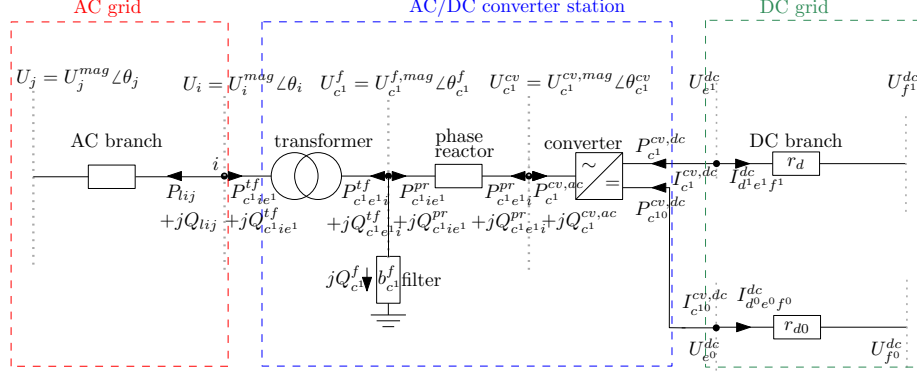 AC grid
AC/DC converter station
DC grid
U_j = U_j^{mag}∠θ_j
U_i = U_i^{mag}∠θ_i
U_{c^1}^f = U_{c^1}^{f,mag}∠θ_{c^1}^f
U_{c^1}^{cv} = U_{c^1}^{cv,mag}∠θ_{c^1}^{cv}
U_{e^1}^{dc}
U_{f^1}^{dc}
AC branch
transformer
phase
reactor
converter
DC branch
P_{c^1}^{cv,dc}
i
∼
=
r_d
P_{lij}
+jQ_{lij}
P_{c^1ie^1}^{tf}
+jQ_{c^1ie^1}^{tf}
P_{c^1e^1i}^{tf}
+jQ_{c^1e^1i}^{tf}
P_{c^1ie^1}^{pr}
+jQ_{c^1ie^1}^{pr}
P_{c^1e^1i}^{pr}
+jQ_{c^1e^1i}^{pr}
P_{c^1}^{cv,ac}
+jQ_{c^1}^{cv,ac}
I_{c^1}^{cv,dc}
I_{d^1e^1f^1}^{dc}
P_{c^{10}}^{cv,dc}
jQ_{c^1}^f
b_{c^1}^f
filter
I_{c^{10}}^{cv,dc}
I_{d^0e^0f^0}^{dc}
r_{d0}
U_{e^0}^{dc}
U_{f^0}^{dc}